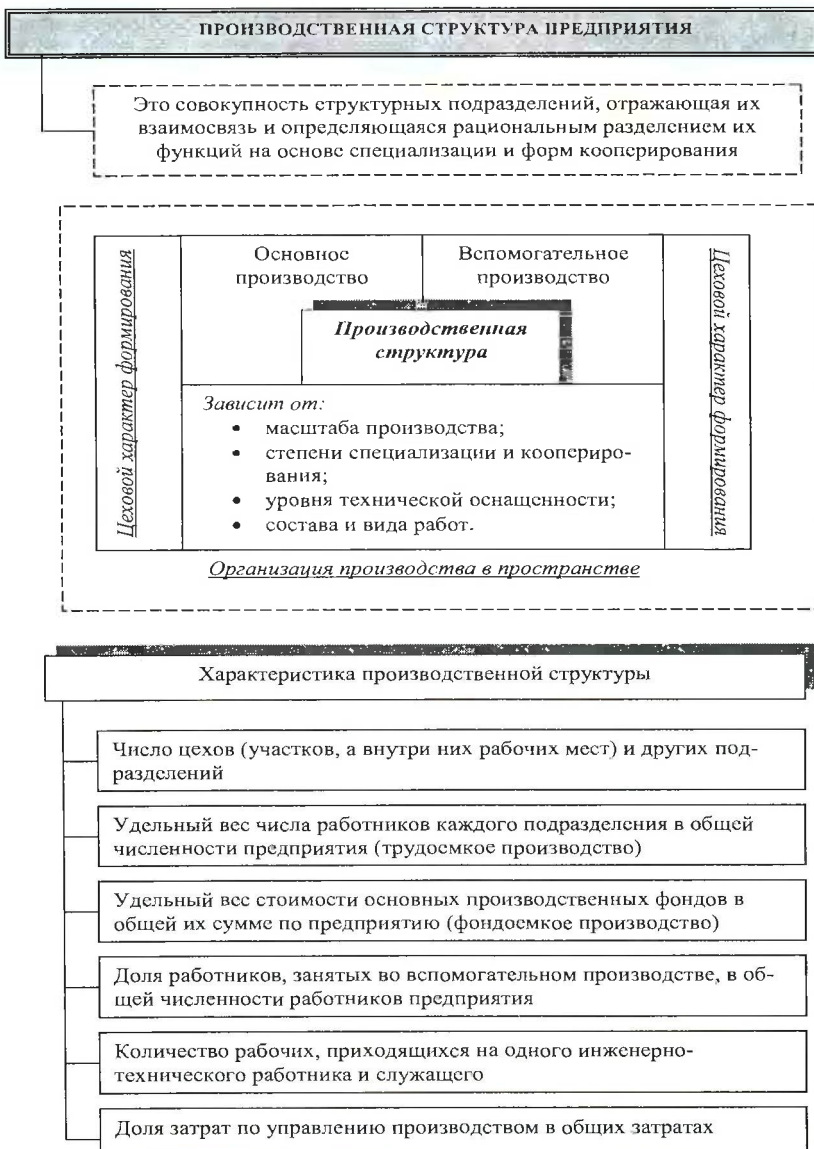 ПРОИЗВОДСТВЕННАЯ СТРУКТУРА ПРЕДПРИЯТИЯ
Это совокупность структурных подразделений, отражающая их
взаимосвязь и определяющаяся рациональным разделением их
функций на основе специализации и форм кооперирования
Цеховой характер формирования
Основное
производство
Вспомогательное
производство
Производственная
структура
Зависит от:
• масштаба производства;
• степени специализации и коопериро-
вания;
• уровня технической оснащенности;
• состава и вида работ.
Цеховой характер формирования
Организация производства в пространстве
Характеристика производственной структуры
Число цехов (участков, а внутри них рабочих мест) и других под-
разделений
Удельный вес числа работников каждого подразделения в общей
численности предприятия (трудоемкое производство)
Удельный вес стоимости основных производственных фондов в
общей их сумме по предприятию (фондоемкое производство)
Доля работников, занятых во вспомогательном производстве, в об-
щей численности работников предприятия
Количество рабочих, приходящихся на одного инженерно-
технического работника и служащего
Доля затрат по управлению производством в общих затратах